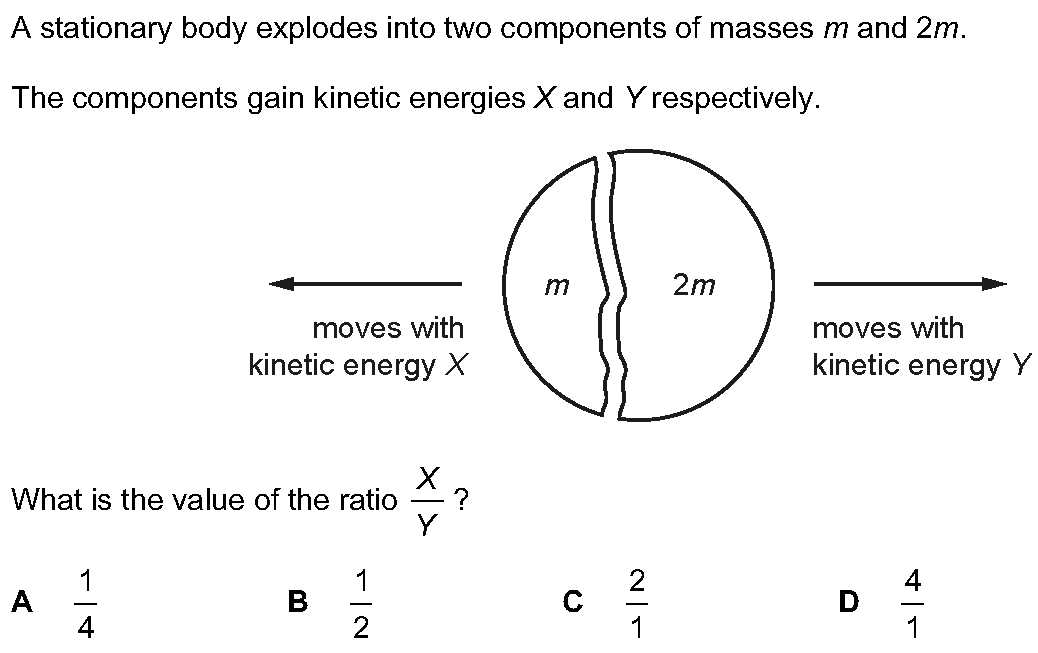 A stationary body explodes into two components of masses m and 2m.
The components gain kinetic energies X and Y respectively.
m
2m
moves with
kinetic energy X
moves with
kinetic energy Y
What is the value of the ratio X/Y ?
A 1/4 B 1/2 C 2/1 D 4/1